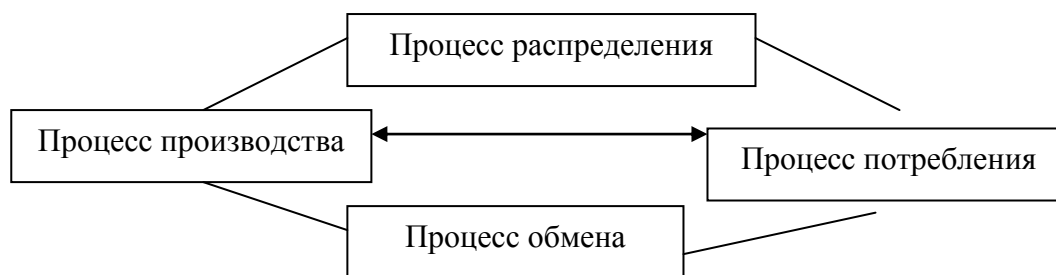 Процесс распределения
Процесс производства
Процесс потребления
Процесс обмена